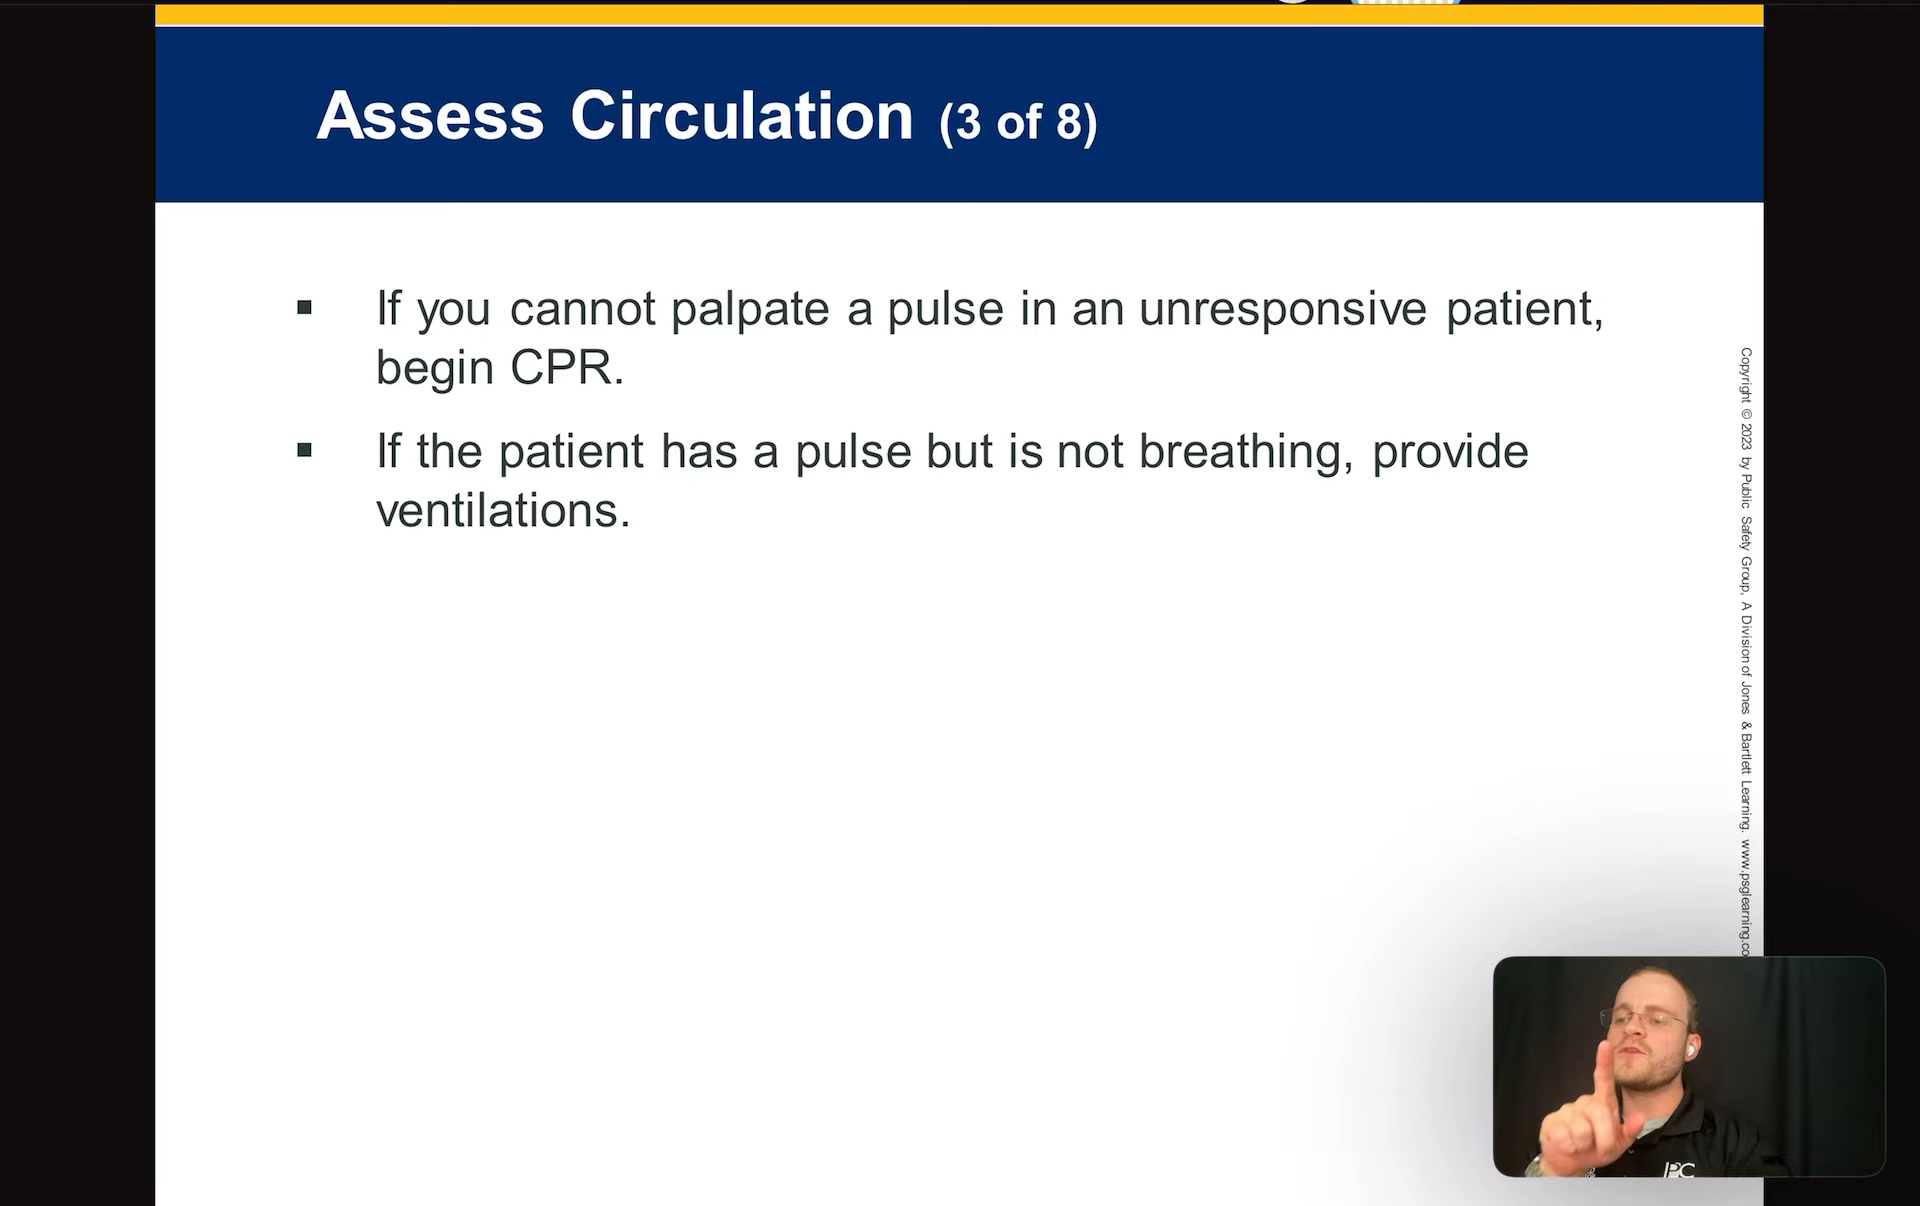 Assess Circulation (3 of 8)
▪ If you cannot palpate a pulse in an unresponsive patient,
begin CPR.
▪ If the patient has a pulse but is not breathing, provide
ventilations.
Copyright © 2023 by Public Safety Group, A Division of Jones & Bartlett Learning. www.psglearning.co
PC